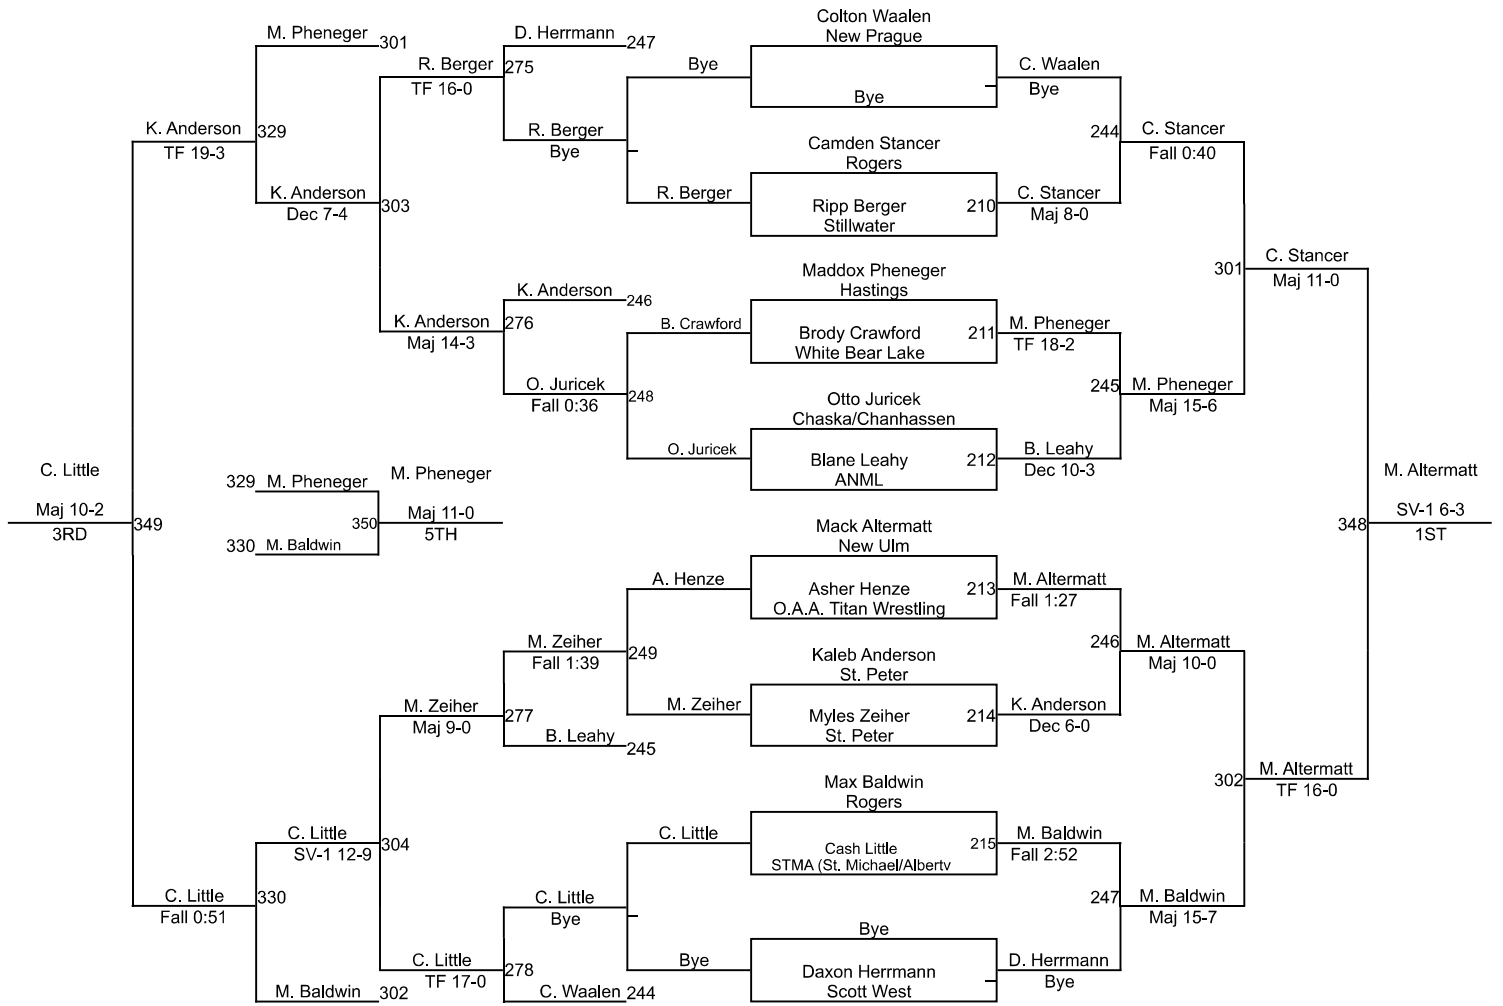 Colton Waalen
New Prague
M. Pheneger 301
D. Herrmann 247
R. Berger 275
TF 16-0
Bye
Bye
C. Waalen
Bye
K. Anderson 329
TF 19-3
R. Berger
Bye
Camden Stancer
Rogers
244 C. Stancer
Fall 0:40
K. Anderson 303
Dec 7-4
R. Berger
Ripp Berger 210
Stillwater
C. Stancer
Maj 8-0
Maddox Pheneger
Hastings
301 C. Stancer
Maj 11-0
K. Anderson 246
K. Anderson 276
Maj 14-3
B. Crawford
Brody Crawford 211
White Bear Lake
M. Pheneger
TF 18-2
O. Juricek 248
Fall 0:36
Otto Juricek
Chaska/Chanhassen
245 M. Pheneger
Maj 15-6
O. Juricek
Blane Leahy 212
ANML
B. Leahy
Dec 10-3
C. Little
Maj 10-2
3RD
349
329 M. Pheneger
330 M. Baldwin
350
M. Pheneger
Maj 11-0
5TH
M. Altermatt
348 SV-1 6-3
1ST
Mack Altermatt
New Ulm
A. Henze
Asher Henze 213
O.A.A. Titan Wrestling
M. Altermatt
Fall 1:27
M. Zeiher 249
Fall 1:39
Kaleb Anderson
St. Peter
246 M. Altermatt
Maj 10-0
M. Zeiher 277
Maj 9-0
M. Zeiher
Myles Zeiher 214
St. Peter
K. Anderson
Dec 6-0
B. Leahy 245
Max Baldwin
Rogers
302 M. Altermatt
TF 16-0
C. Little 304
SV-1 12-9
C. Little
Cash Little 215
STMA (St. Michael/Albertv
M. Baldwin
Fall 2:52
C. Little 330
Fall 0:51
C. Little
Bye
Bye
247 M. Baldwin
Maj 15-7
C. Little 278
TF 17-0
Bye
Daxon Herrmann
Scott West
D. Herrmann
Bye
M. Baldwin 302
C. Waalen 244